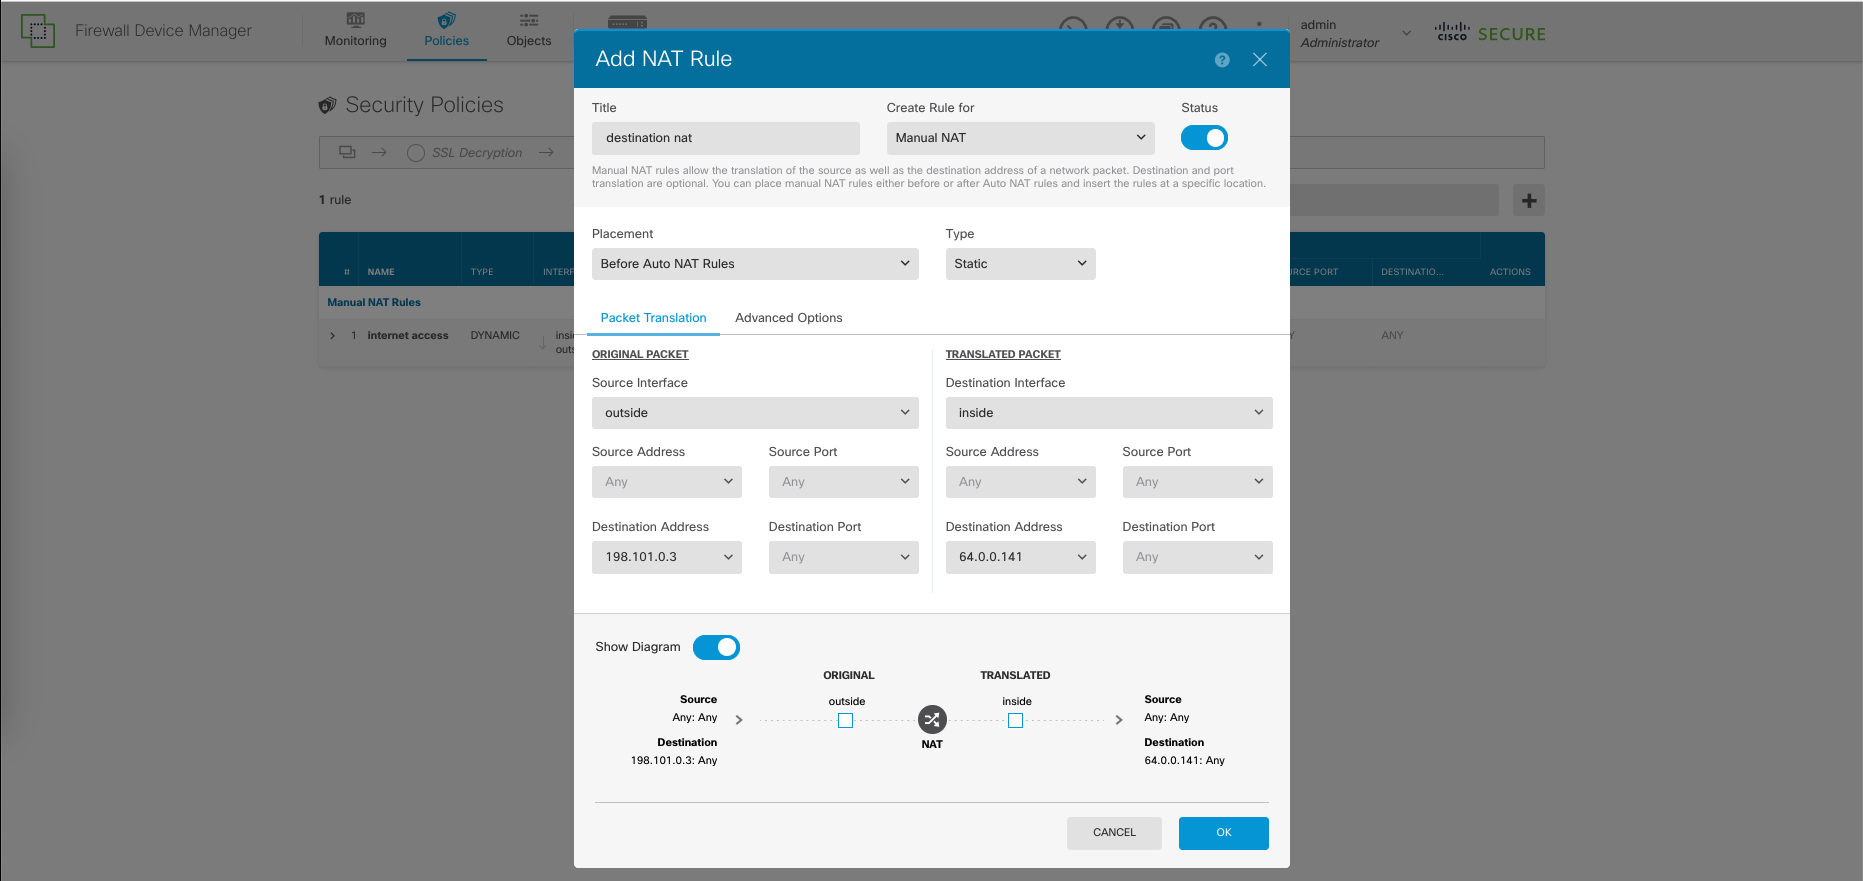 Firewall Device Manager
Monitoring
Policies
Objects
admin
Administrator
CISCO SECURE
Security Policies
SSL Decryption
1 rule
# NAME TYPE INTERF
RCE PORT DESTINATIO... ACTIONS
Manual NAT Rules
1 internet access DYNAMIC
ANY
Add NAT Rule
?
Title
destination nat
Create Rule for
Manual NAT
Status
Manual NAT rules allow the translation of the source as well as the destination address of a network packet. Destination and port
translation are optional. You can place manual NAT rules either before or after Auto NAT rules and insert the rules at a specific location.
Placement
Before Auto NAT Rules
Type
Static
Packet Translation
Advanced Options
ORIGINAL PACKET
Source Interface
outside
Source Address
Any
Source Port
Any
Destination Address
198.101.0.3
Destination Port
Any
TRANSLATED PACKET
Destination Interface
inside
Source Address
Any
Source Port
Any
Destination Address
64.0.0.141
Destination Port
Any
Show Diagram
ORIGINAL
TRANSLATED
Source
Any: Any
Destination
198.101.0.3: Any
outside
NAT
inside
Source
Any: Any
Destination
64.0.0.141: Any
CANCEL
OK